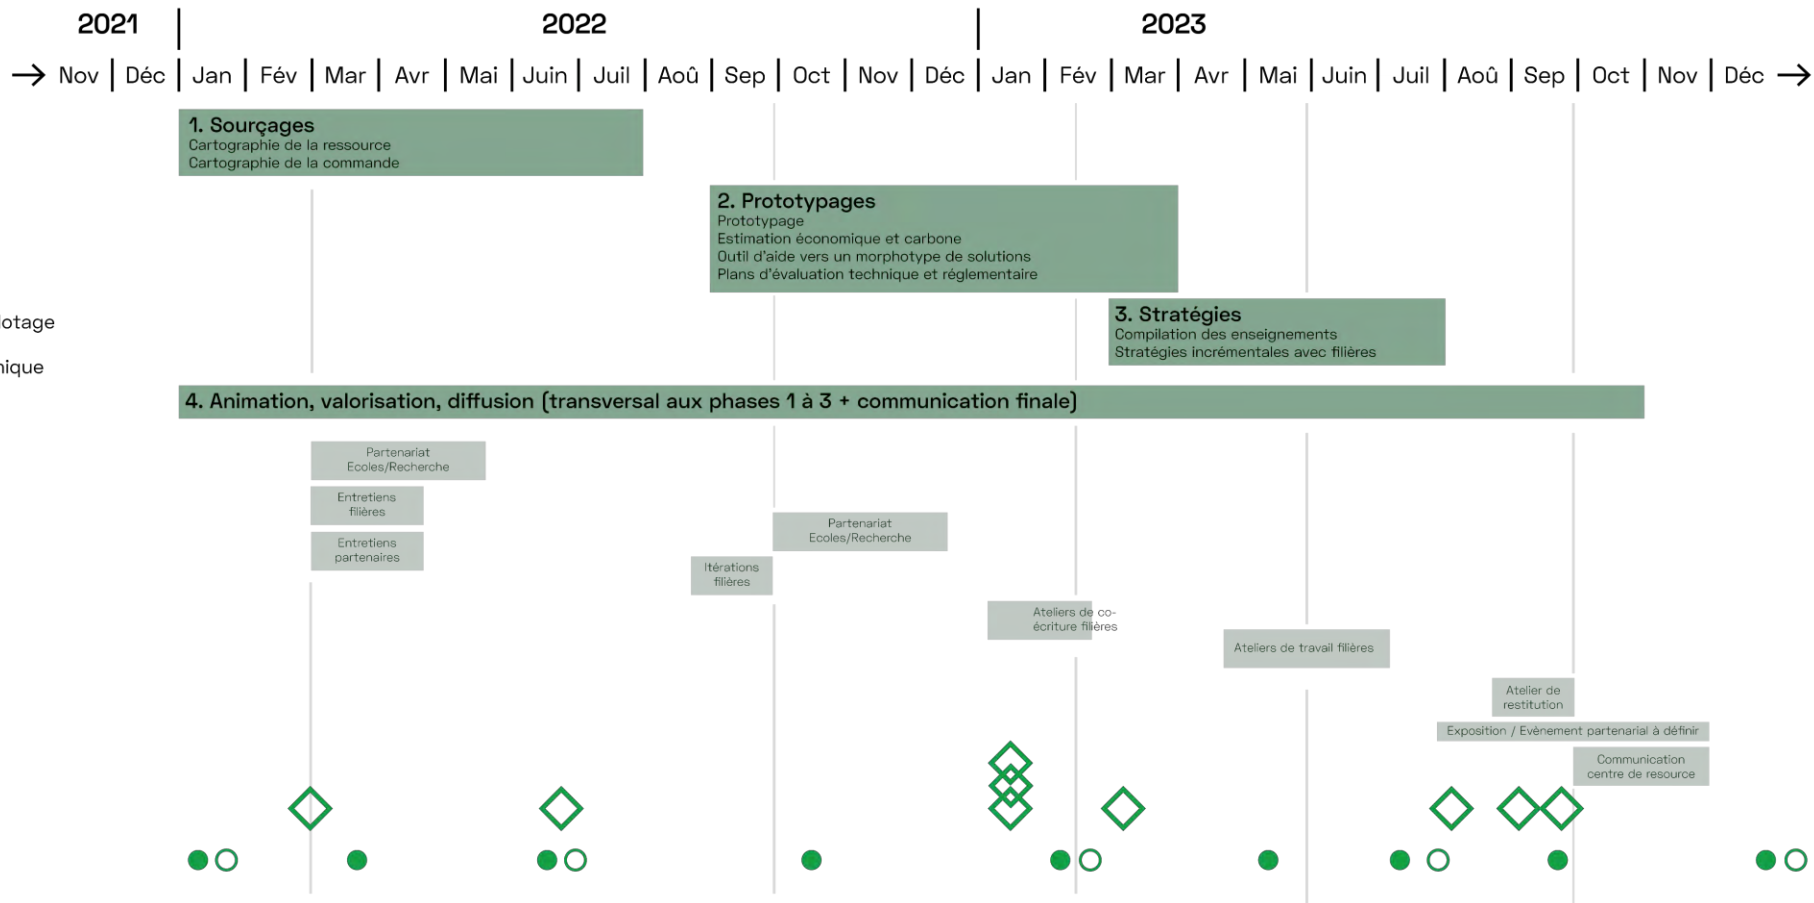 2021
2022
2023
→ Nov | Déc | Jan | Fév | Mar | Avr | Mai | Juin | Juil | Aoû | Sep | Oct | Nov | Déc | Jan | Fév | Mar | Avr | Mai | Juin | Juil | Aoû | Sep | Oct | Nov | Déc →
1. Sourçages
Cartographie de la ressource
Cartographie de la commande
2. Prototypages
Prototypage
Estimation économique et carbone
Outil d'aide vers un morphotype de solutions
Plans d'évaluation technique et réglementaire
3. Stratégies
Compilation des enseignements
Stratégies incrémentales avec filières
4. Animation, valorisation, diffusion (transversal aux phases 1 à 3 + communication finale)
Partenariat
Ecoles/Recherche
Entretiens
filières
Entretiens
partenaires
Partenariat
Ecoles/Recherche
Itérations
filières
Ateliers de co-
écriture filières
Ateliers de travail filières
Atelier de
restitution
Exposition / Evènement partenarial à définir
Communication
centre de resource